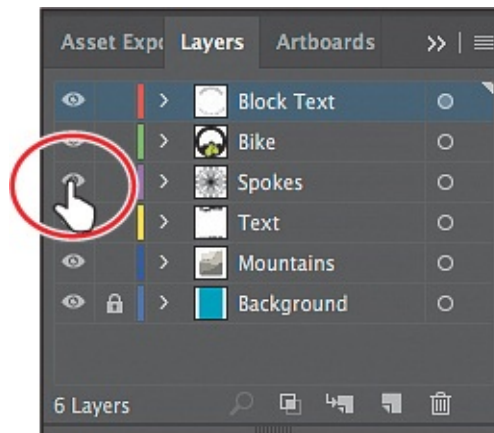 Asset Expo Layers Artboards
Block Text
Bike
Spokes
Text
Mountains
Background
6 Layers